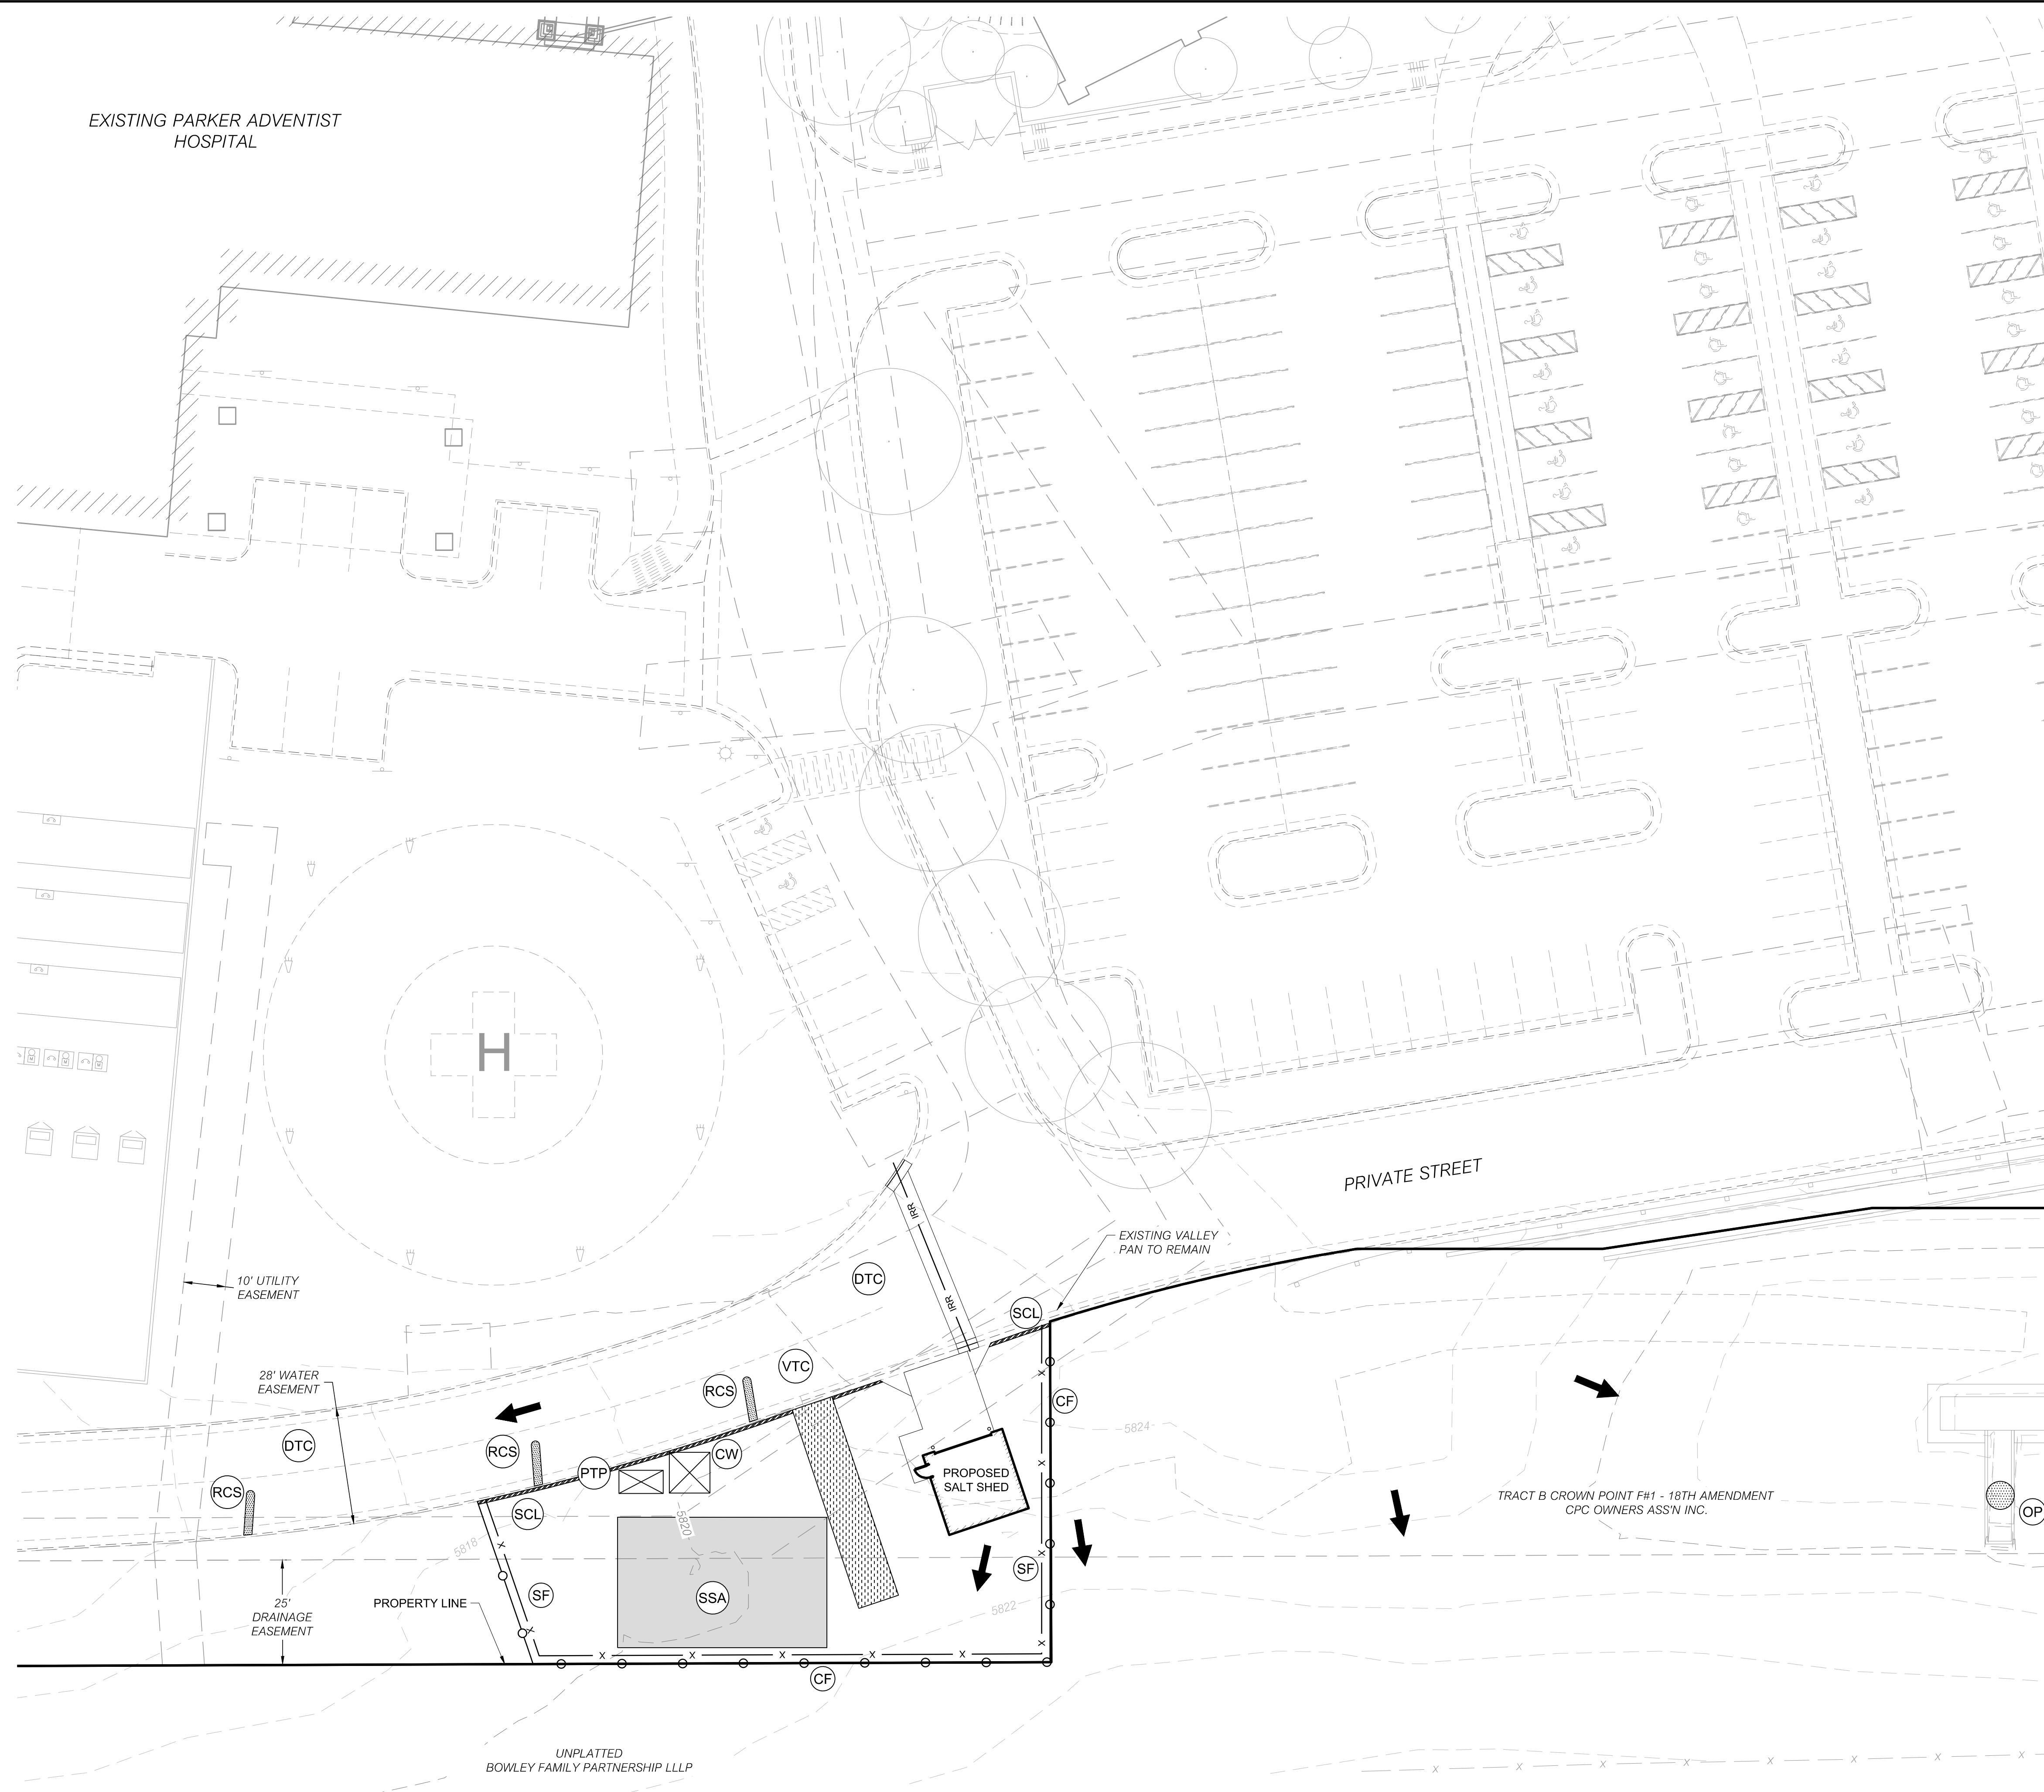 EXISTING PARKER ADVENTIST
HOSPITAL
H
PRIVATE STREET
IRR
IRR
EXISTING VALLEY
PAN TO REMAIN
10' UTILITY
EASEMENT
DTC
SCL
28' WATER
EASEMENT
VTC
RCS
CF
5824
DTC
RCS
CW
PTP
PROPOSED
SALT SHED
RCS
SCL
TRACT B CROWN POINT F#1 - 18TH AMENDMENT
CPC OWNERS ASS'N INC.
OP
5820
5818
SF
SF
25'
DRAINAGE
EASEMENT
PROPERTY LINE
SSA
5822
X X X X X
X
X
X
X
X
X
CF
UNPLATTED
BOWLEY FAMILY PARTNERSHIP LLLP
X X X X X X X